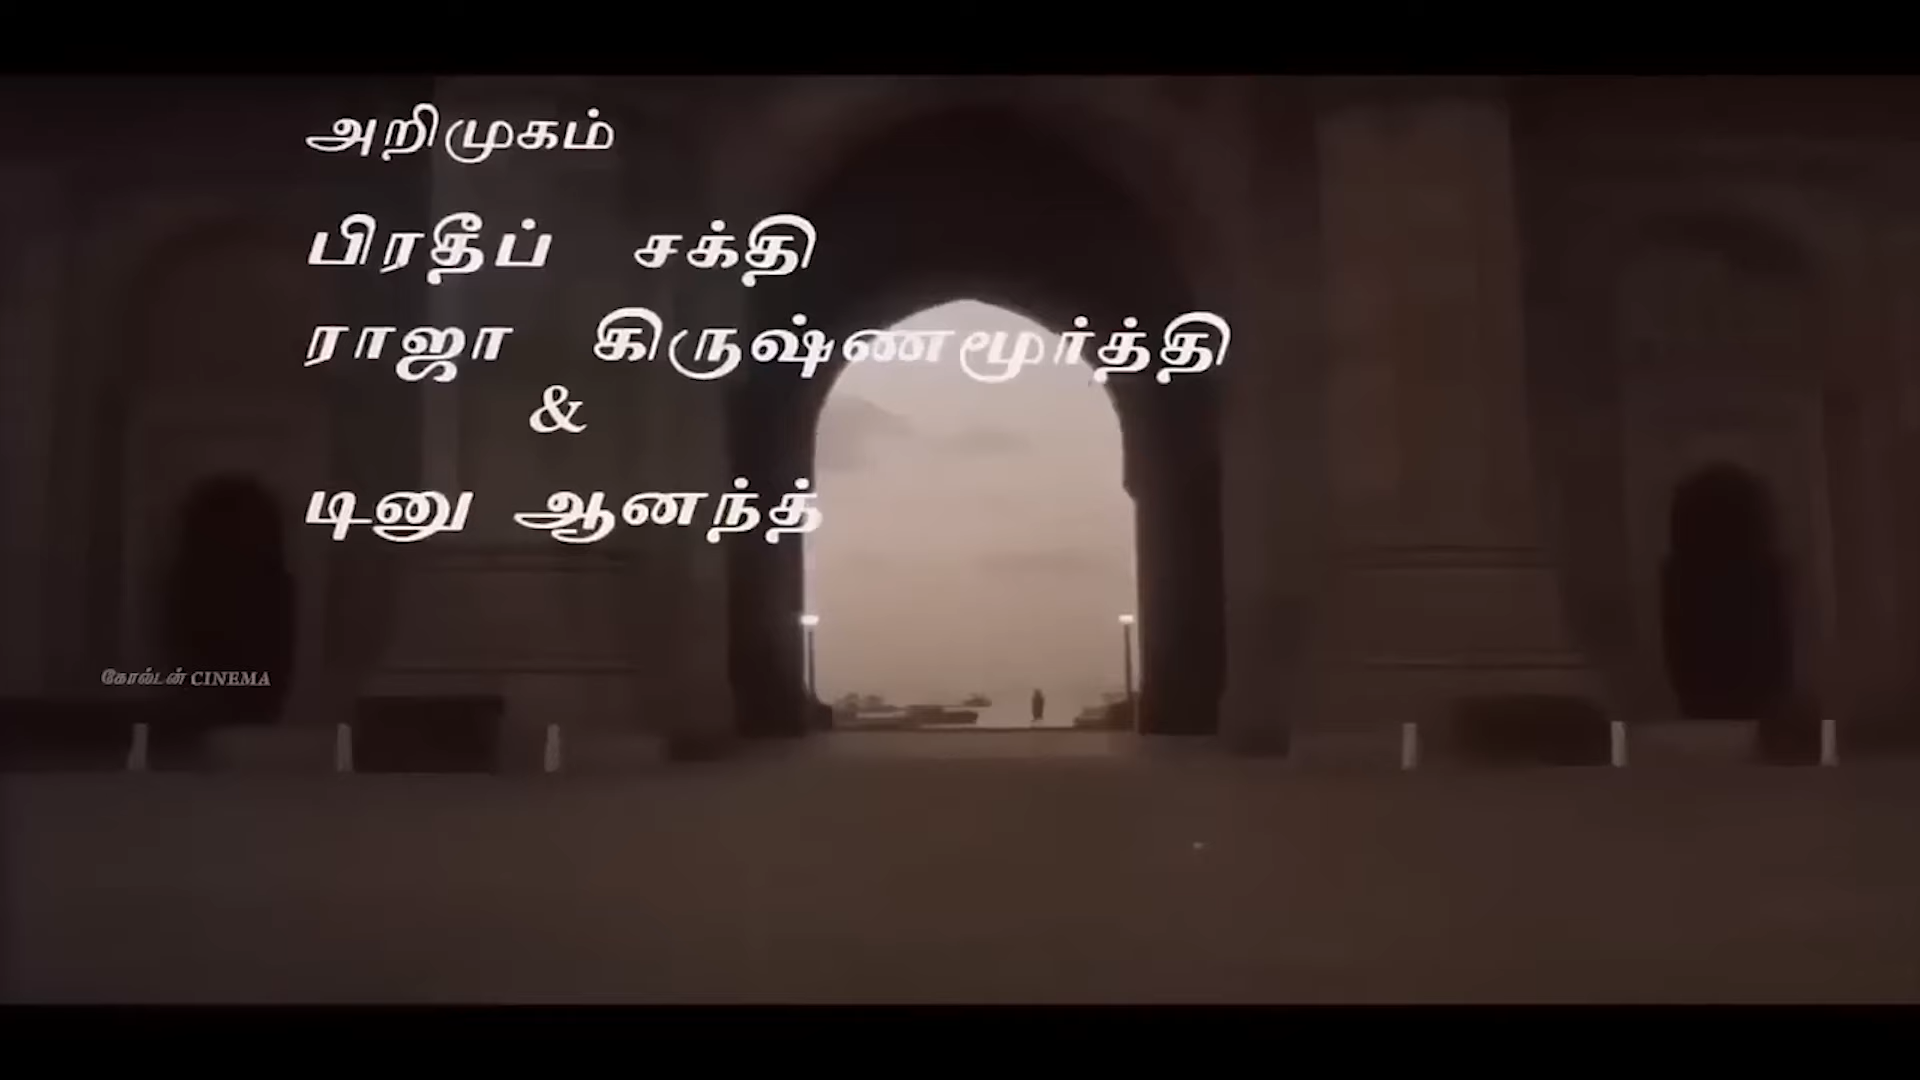 அறிமுகம்
பிரதீப் சக்தி
ராஜா கிருஷ்ணமூர்த்தி
&
டினு ஆனந்த்
கோல்டன் CINEMA